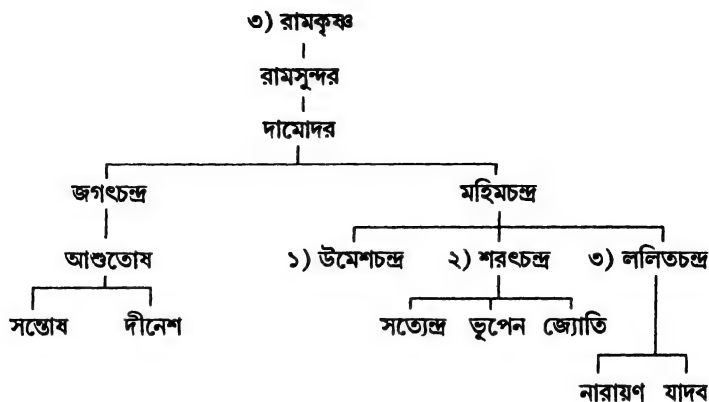 ৩) রামকৃষ্ণ
রামসুন্দর
দামোদর
জগৎচন্দ্র মহিমচন্দ্র
আশুতোষ ১) উমেশচন্দ্র ২) শরৎচন্দ্র ৩) ললিতচন্দ্র
সন্তোষ দীনেশ সত্যেন্দ্র ভূপেন জ্যোতি
নারায়ণ যাদব